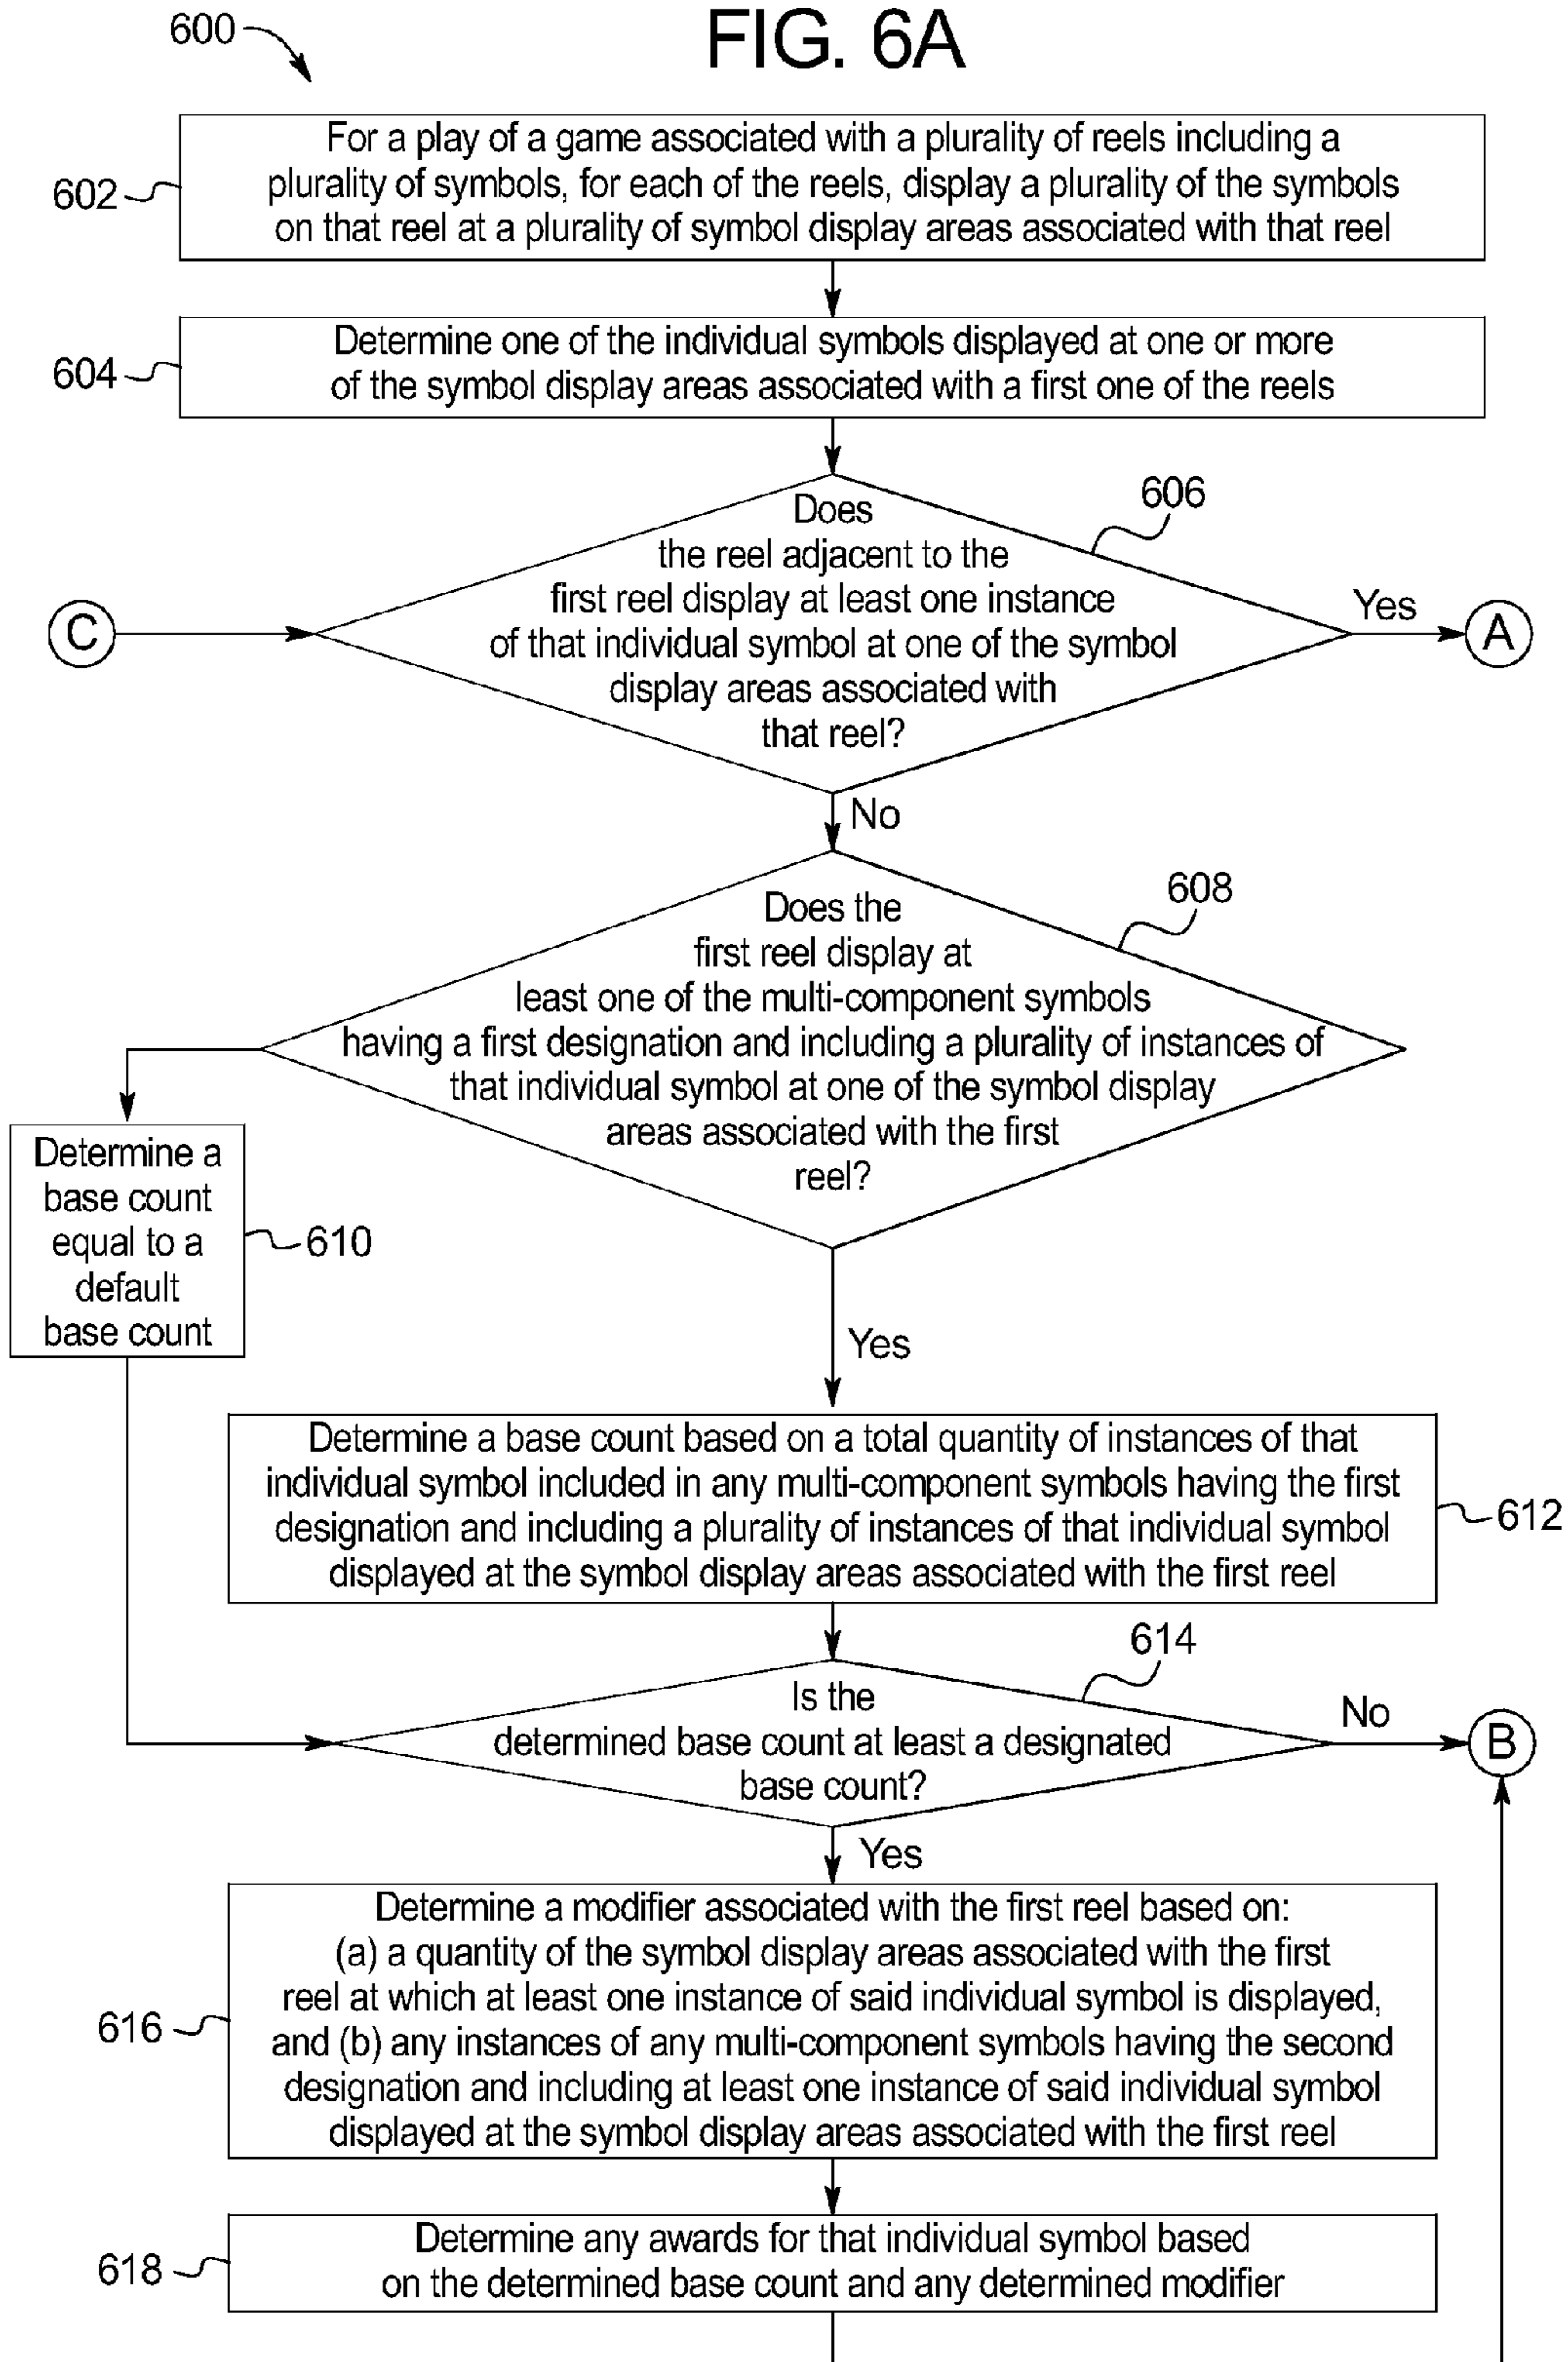 FIG. 6A
600
For a play of a game associated with a plurality of reels including a
plurality of symbols, for each of the reels, display a plurality of the symbols
on that reel at a plurality of symbol display areas associated with that reel
602
Determine one of the individual symbols displayed at one or more
of the symbol display areas associated with a first one of the reels
604
606
Does
the reel adjacent to the
first reel display at least one instance
of that individual symbol at one of the symbol
display areas associated with
that reel?
C
Yes
A
No
608
Does the
first reel display at
least one of the multi-component symbols
having a first designation and including a plurality of instances of
that individual symbol at one of the symbol display
areas associated with the first
reel?
Determine a
base count
equal to a
default
base count
610
Yes
Determine a base count based on a total quantity of instances of that
individual symbol included in any multi-component symbols having the first
designation and including a plurality of instances of that individual symbol
displayed at the symbol display areas associated with the first reel
612
614
Is the
determined base count at least a designated
base count?
No
B
Yes
Determine a modifier associated with the first reel based on:
(a) a quantity of the symbol display areas associated with the first
reel at which at least one instance of said individual symbol is displayed,
and (b) any instances of any multi-component symbols having the second
designation and including at least one instance of said individual symbol
displayed at the symbol display areas associated with the first reel
616
Determine any awards for that individual symbol based
on the determined base count and any determined modifier
618